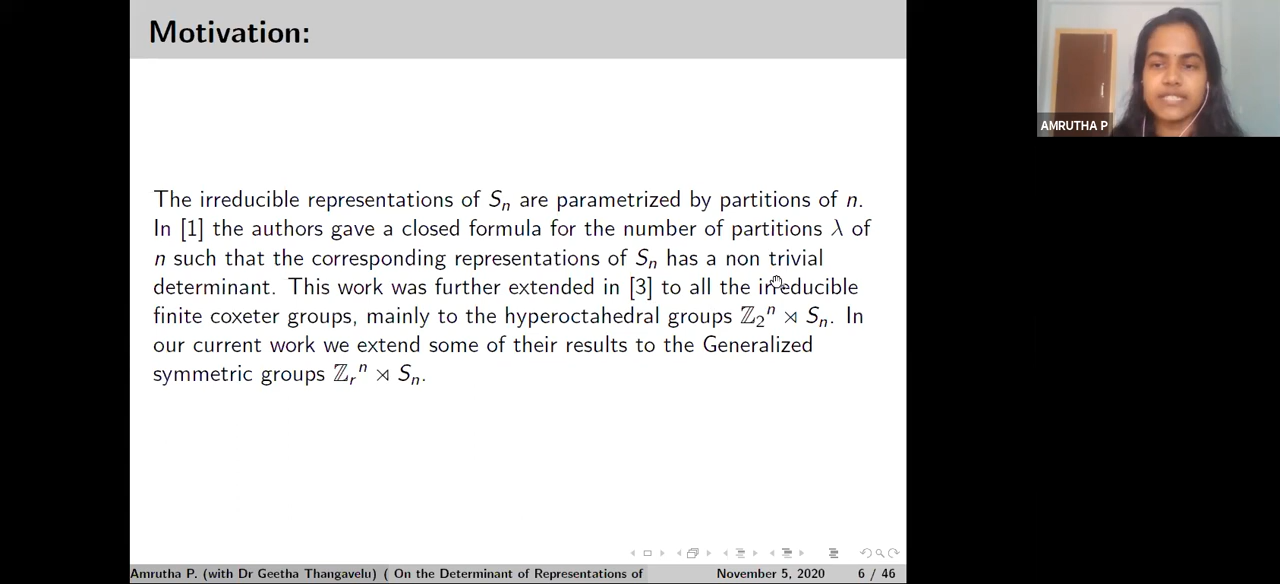 Motivation:
AMRUTHA P
The irreducible representations of Sₙ are parametrized by partitions of n.
In [1] the authors gave a closed formula for the number of partitions λ of
n such that the corresponding representations of Sₙ has a non trivial
determinant. This work was further extended in [3] to all the irreducible
finite coxeter groups, mainly to the hyperoctahedral groups ℤ₂ⁿ ⋊ Sₙ. In
our current work we extend some of their results to the Generalized
symmetric groups ℤᵣⁿ ⋊ Sₙ.
Amrutha P. (with Dr Geetha Thangavelu) ( On the Determinant of Representations of
November 5, 2020
6 / 46